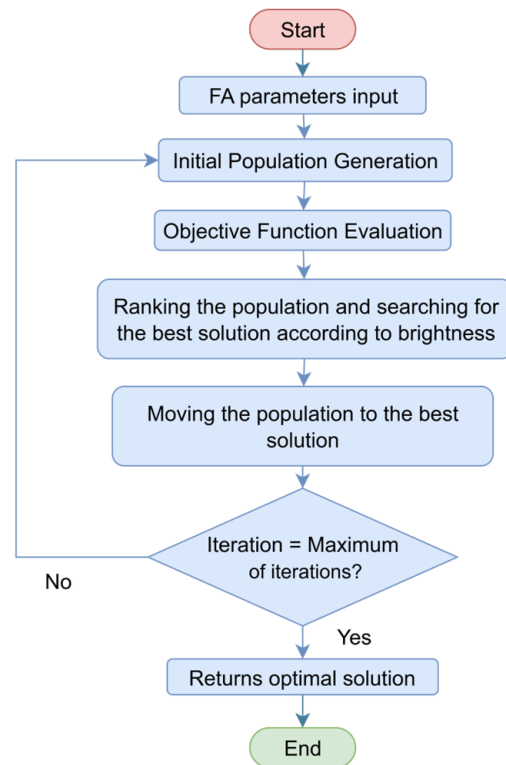 Start
FA parameters input
Initial Population Generation
Objective Function Evaluation
Ranking the population and searching for
the best solution according to brightness
Moving the population to the best
solution
Iteration = Maximum
of iterations?
No
Yes
Returns optimal solution
End